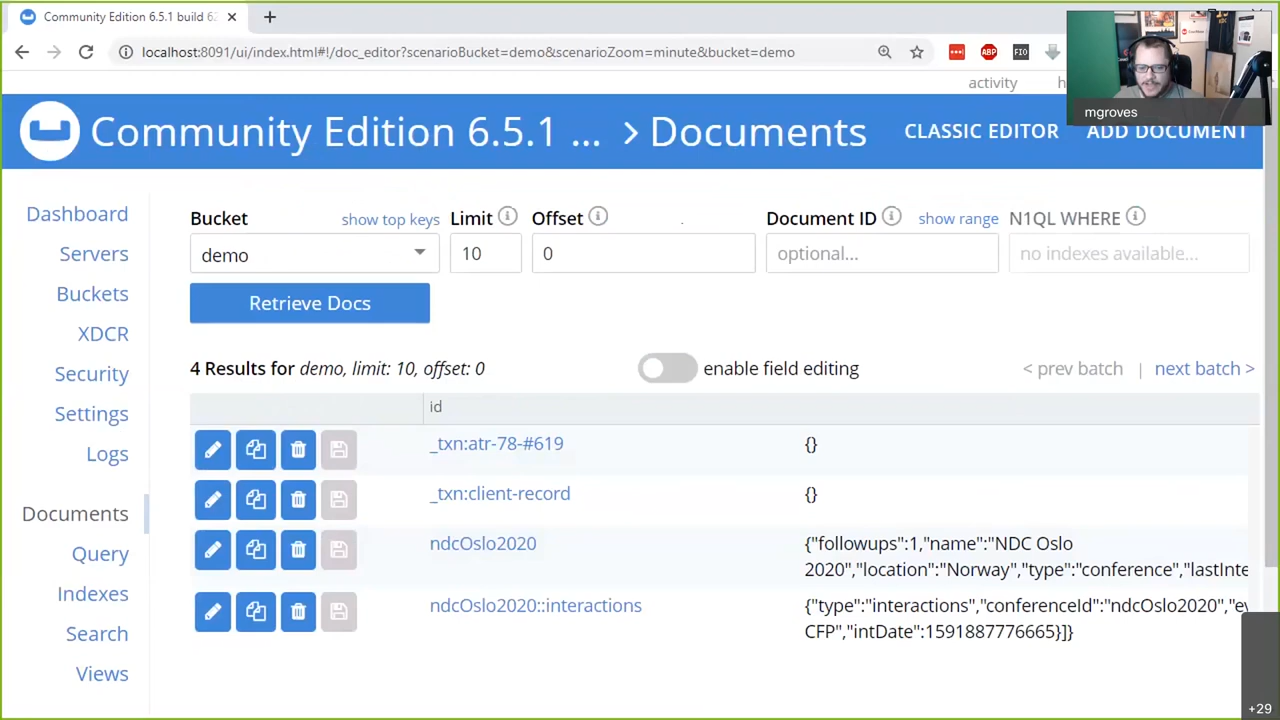 Community Edition 6.5.1 build 62
localhost:8091/ui/index.html#!/doc_editor?scenarioBucket=demo&scenarioZoom=minute&bucket=demo
ABP
FIO
mgroves
activity
Community Edition 6.5.1 ... > Documents
CLASSIC EDITOR
ADD DOCUMENT
Dashboard
Servers
Buckets
XDCR
Security
Settings
Logs
Documents
Query
Indexes
Search
Views
Bucket
show top keys
Limit
Offset
Document ID
show range
N1QL WHERE
demo
10
0
optional...
no indexes available...
Retrieve Docs
4 Results for demo, limit: 10, offset: 0
enable field editing
< prev batch | next batch >
id
_txn:atr-78-#619
{}
_txn:client-record
{}
ndcOslo2020
{"followups":1,"name":"NDC Oslo
2020","location":"Norway","type":"conference","lastInte
ndcOslo2020::interactions
{"type":"interactions","conferenceId":"ndcOslo2020","ev
CFP","intDate":1591887776665}]}
+29